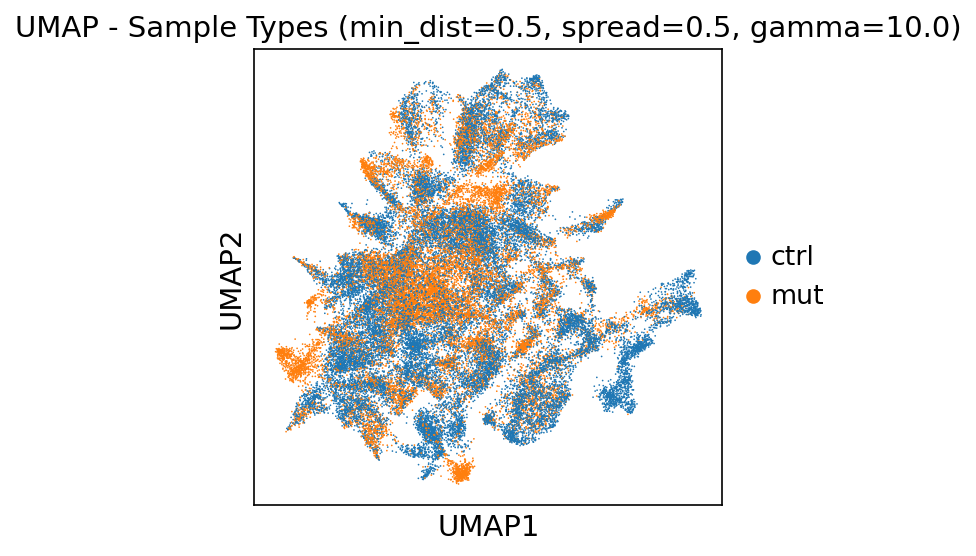 UMAP - Sample Types (min_dist=0.5, spread=0.5, gamma=10.0)
UMAP2
ctrl
mut
UMAP1